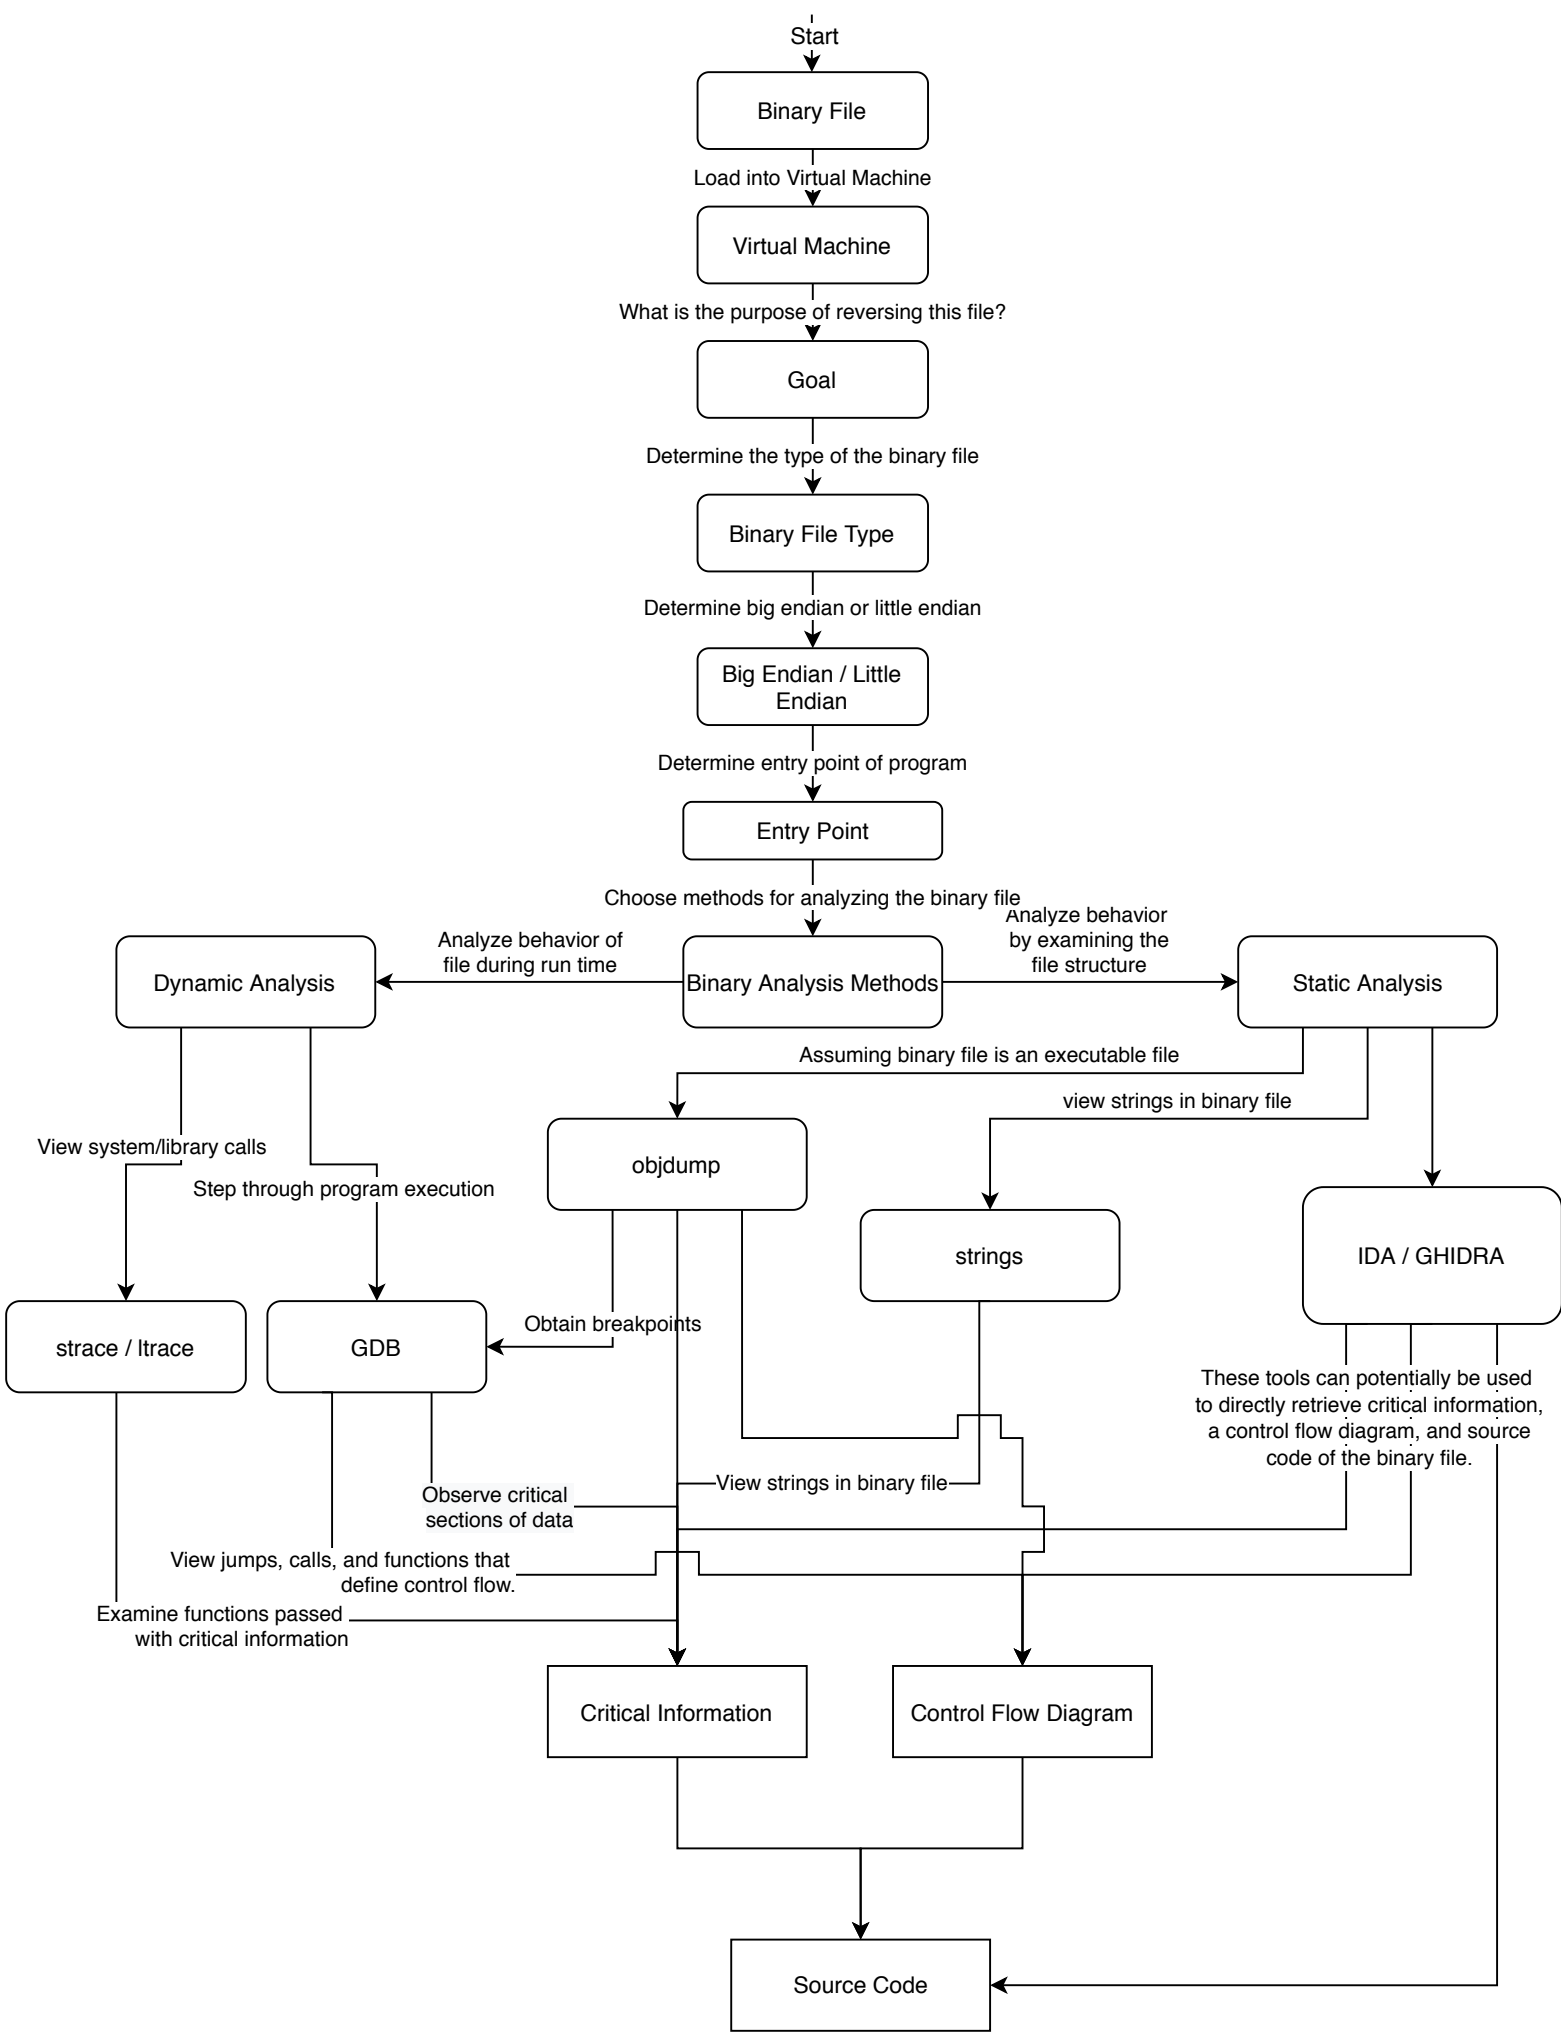 Start
Binary File
Load into Virtual Machine
Virtual Machine
What is the purpose of reversing this file?
Goal
Determine the type of the binary file
Binary File Type
Determine big endian or little endian
Big Endian / Little
Endian
Determine entry point of program
Entry Point
Choose methods for analyzing the binary file
Analyze behavior of
file during run time
Analyze behavior
by examining the
file structure
Dynamic Analysis
Binary Analysis Methods
Static Analysis
Assuming binary file is an executable file
view strings in binary file
View system/library calls
Step through program execution
objdump
strings
IDA / GHIDRA
Obtain breakpoints
strace / ltrace
GDB
These tools can potentially be used
to directly retrieve critical information,
a control flow diagram, and source
code of the binary file.
View strings in binary file
Observe critical
sections of data
View jumps, calls, and functions that
define control flow.
Examine functions passed
with critical information
Critical Information
Control Flow Diagram
Source Code